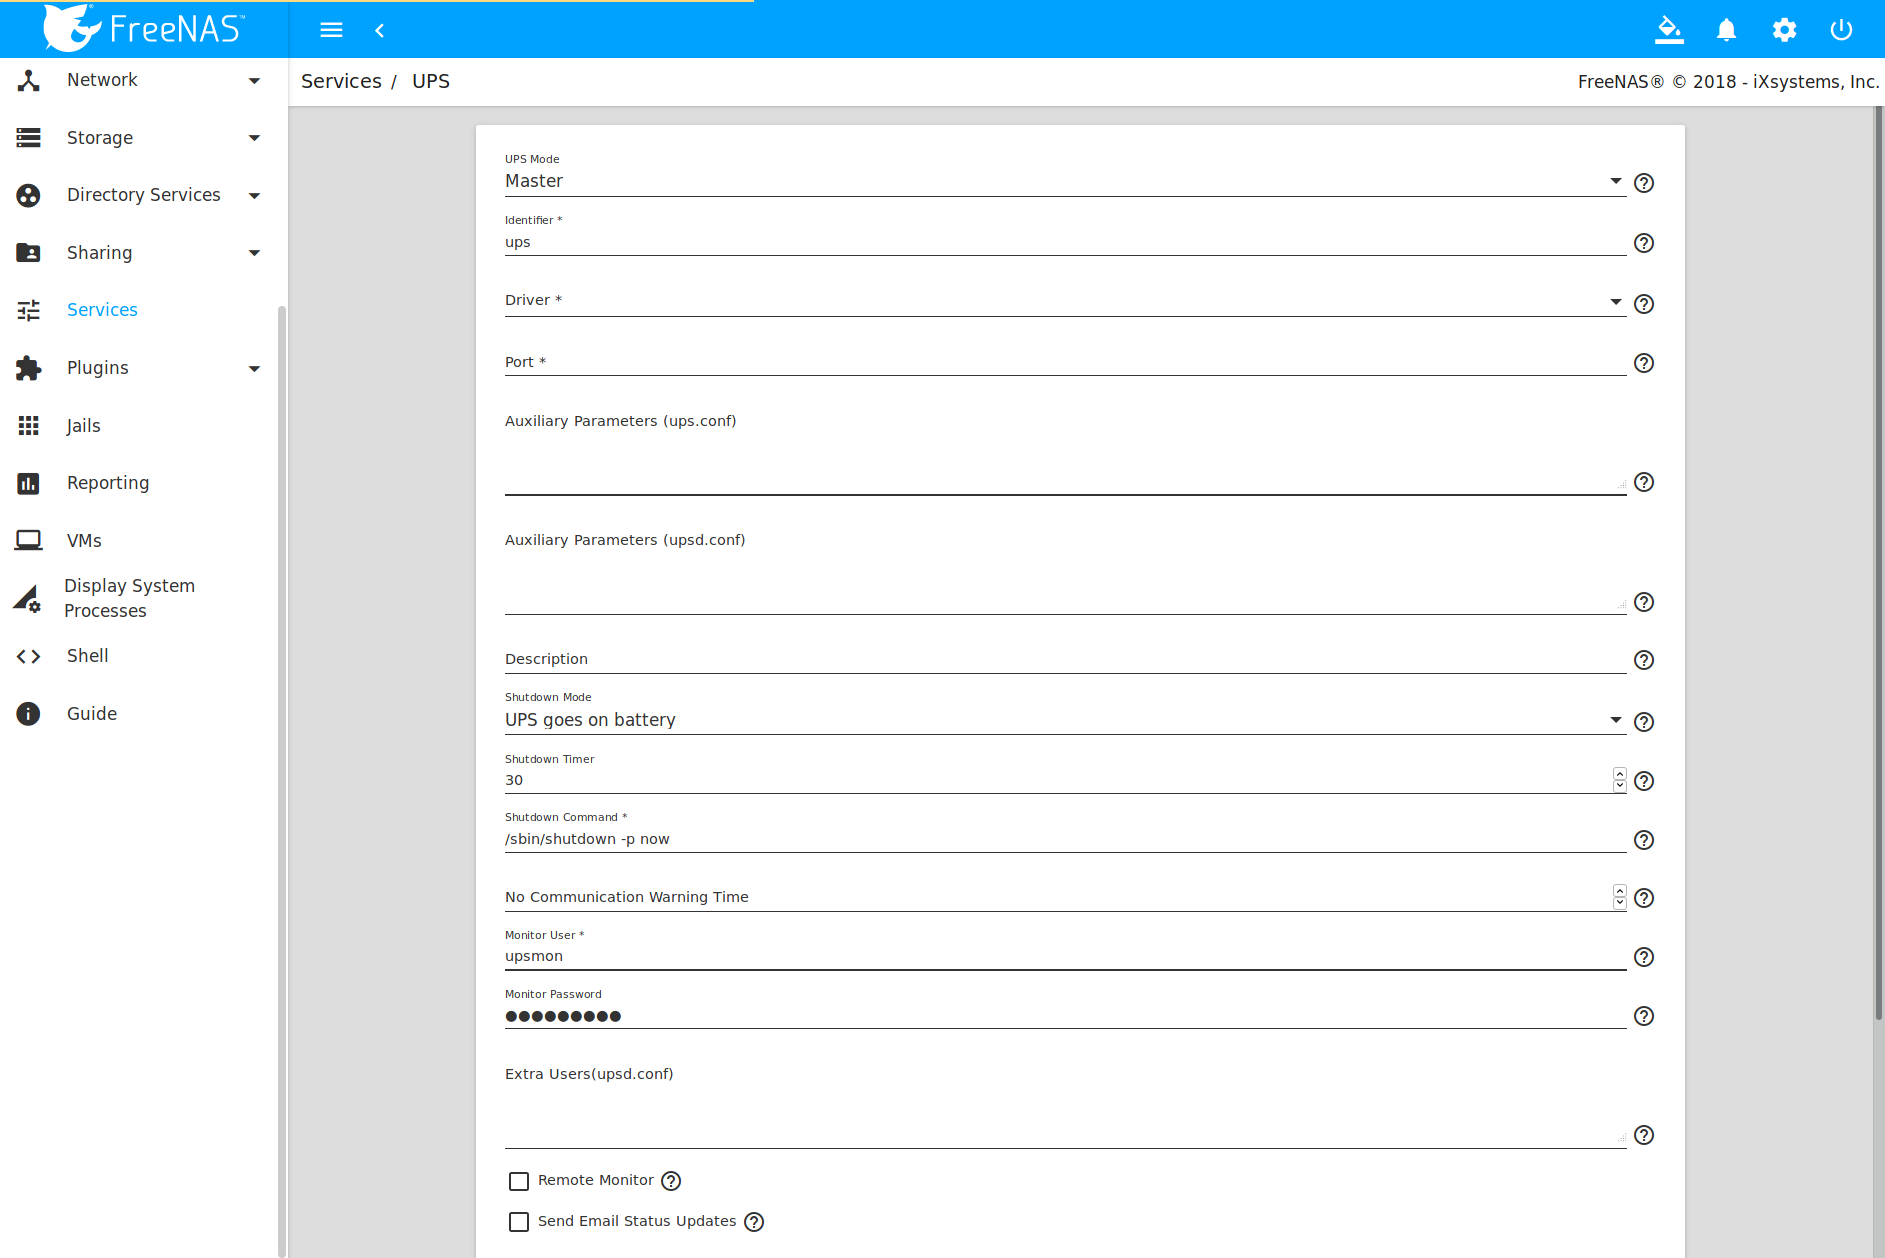 FreeNAS™
Services / UPS
FreeNAS® © 2018 - iXsystems, Inc.
Network
Storage
Directory Services
Sharing
Services
Plugins
Jails
Reporting
VMs
Display System
Processes
Shell
Guide
UPS Mode
Master
Identifier *
ups
Driver *
Port *
Auxiliary Parameters (ups.conf)
Auxiliary Parameters (upsd.conf)
Description
Shutdown Mode
UPS goes on battery
Shutdown Timer
30
Shutdown Command *
/sbin/shutdown -p now
No Communication Warning Time
Monitor User *
upsmon
Monitor Password
●●●●●●●●●
Extra Users(upsd.conf)
Remote Monitor
Send Email Status Updates